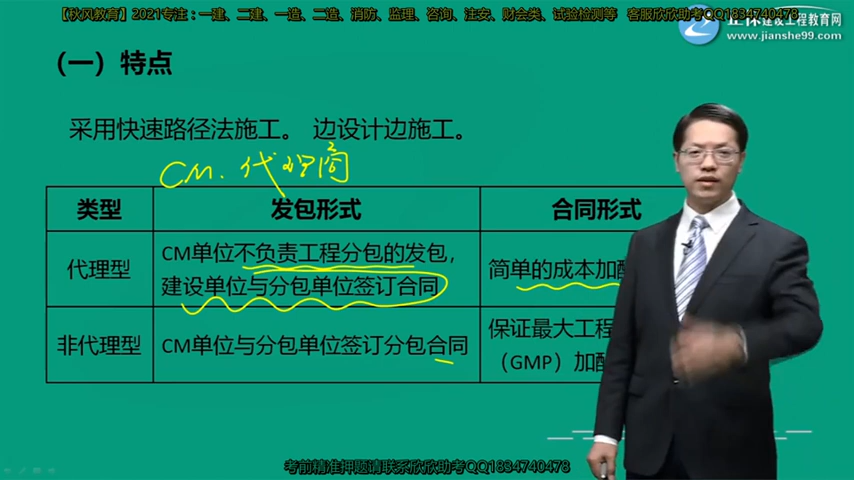 【秋风教育】2021专注：一建、二建、一造、二造、消防、监理、咨询、注安、财会类、试验检测等 客服欣欣助考QQ1834740478
建设工程教育网
www.jianshe99.com
（一）特点
采用快速路径法施工。 边设计边施工。
CM. 代理商
类型 发包形式 合同形式
代理型 CM单位不负责工程分包的发包，
建设单位与分包单位签订合同 简单的成本加
非代理型 CM单位与分包单位签订分包合同 保证最大工程
（GMP）加
考前精准押题请联系欣欣助考QQ1834740478